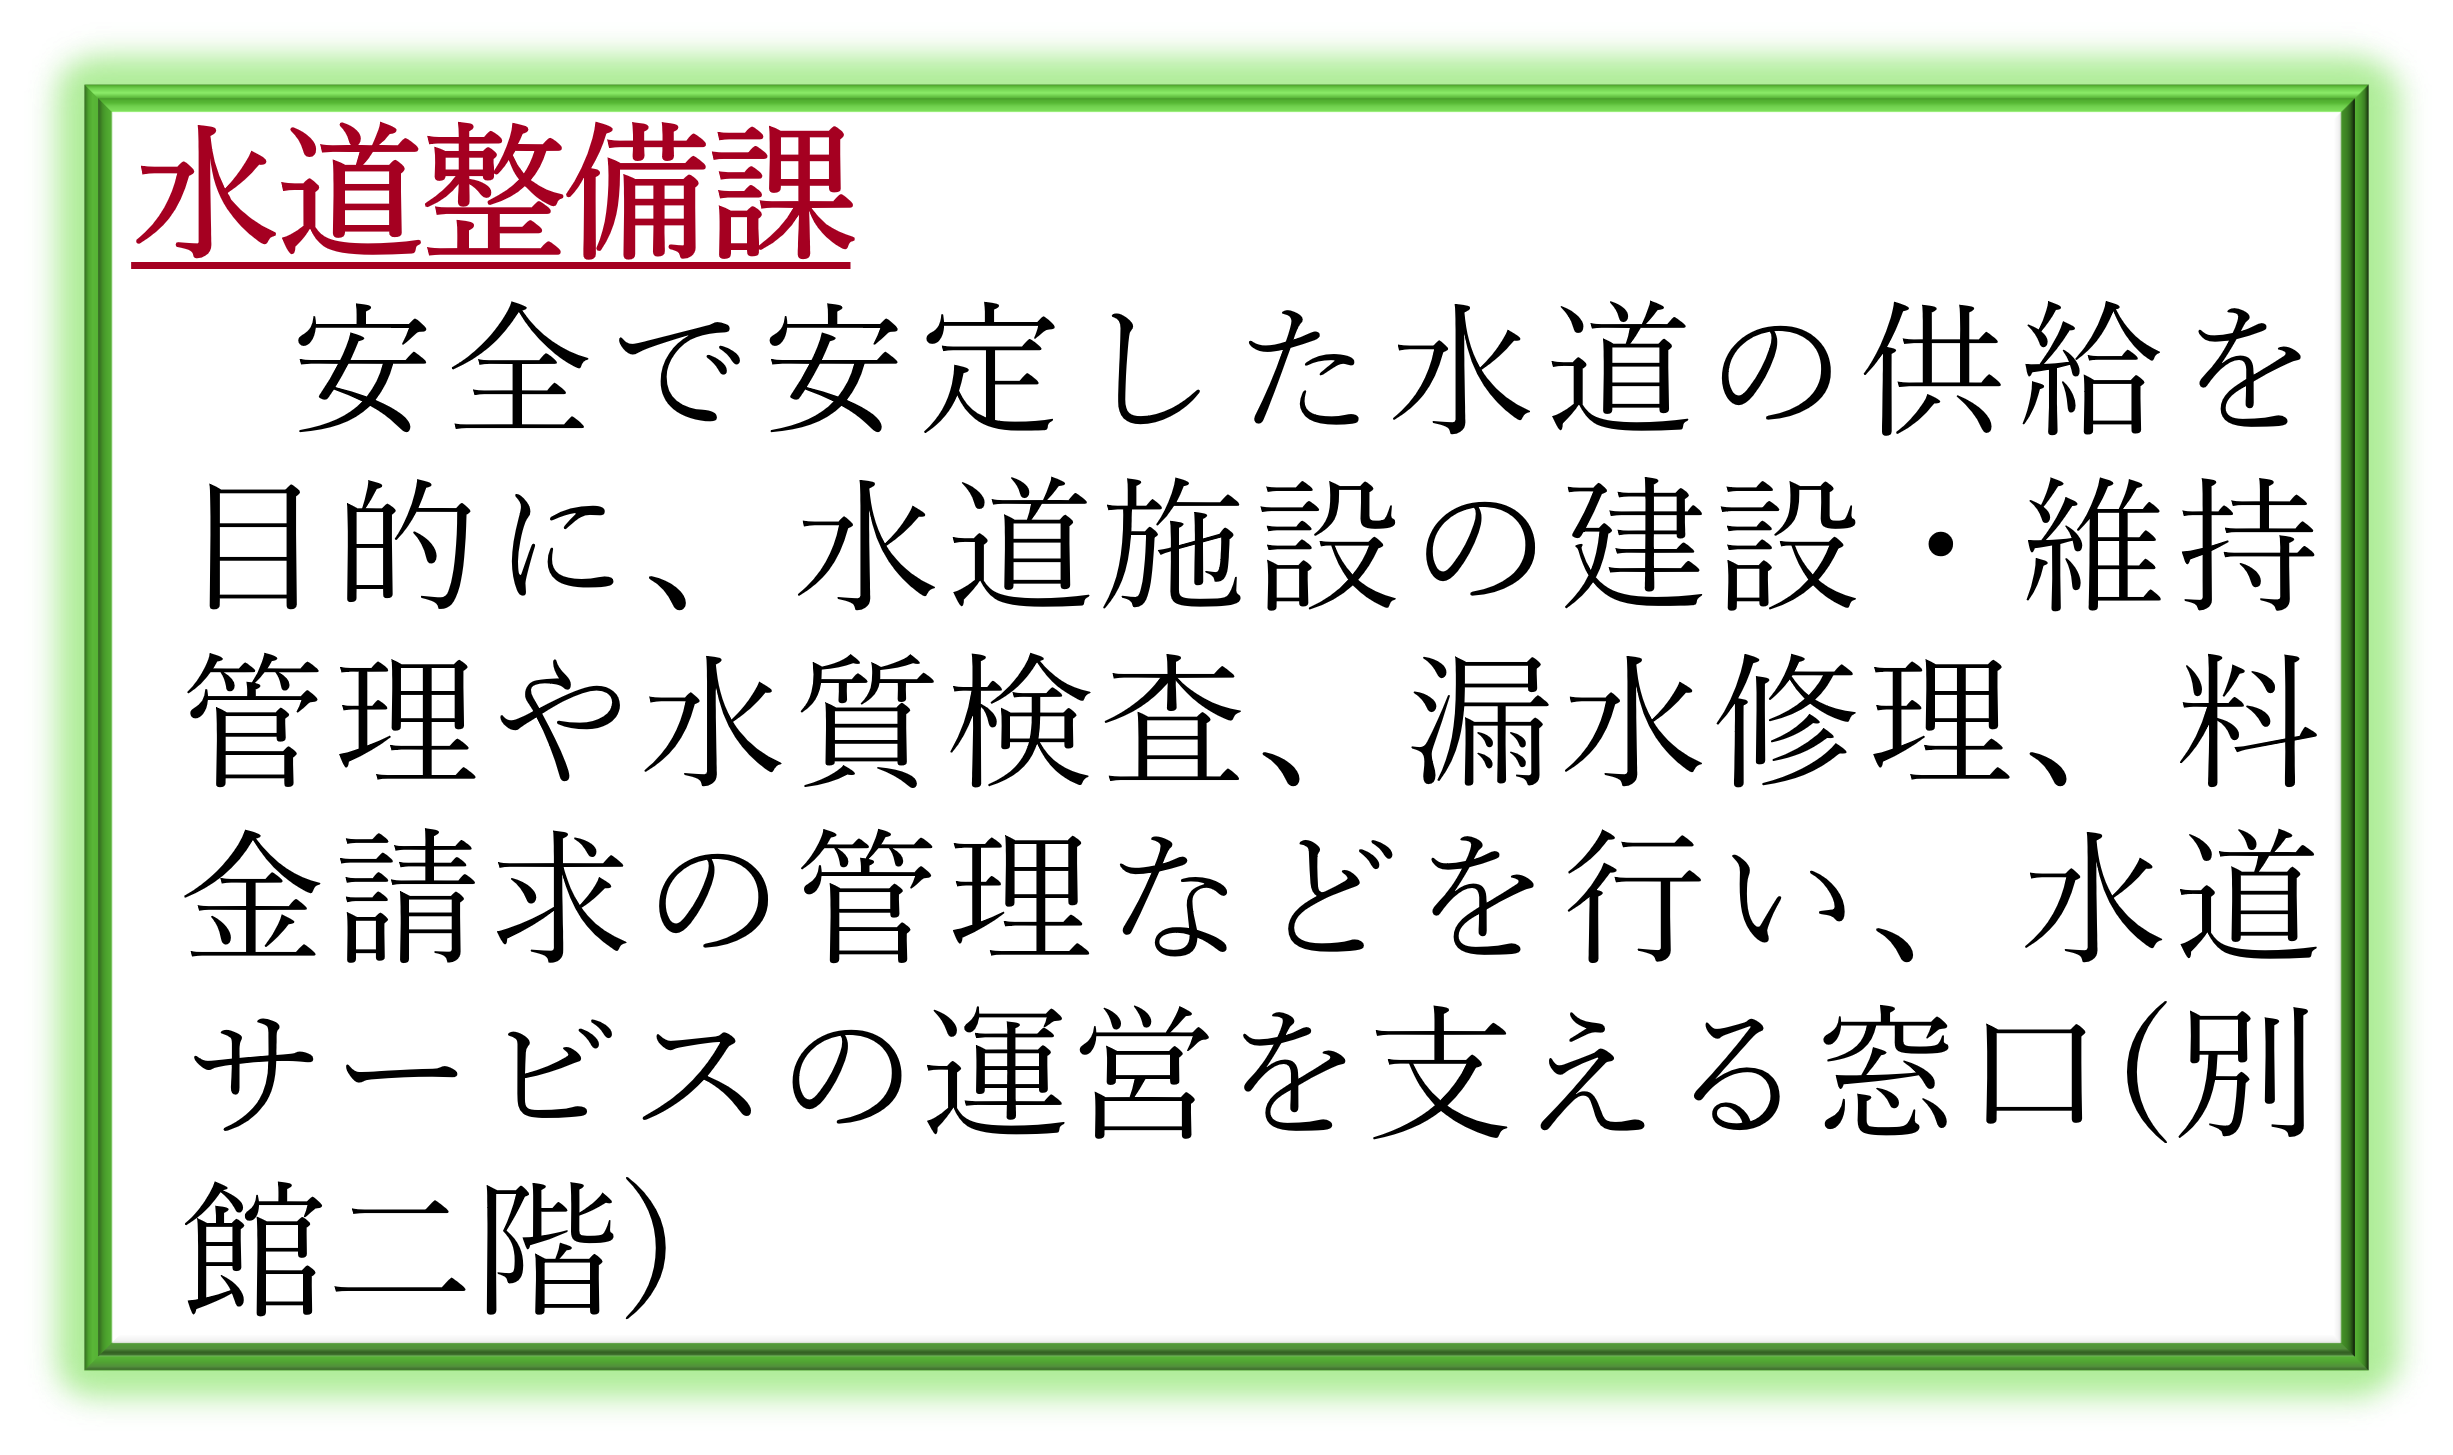 水道整備課
安全で安定した水道の供給を
目的に、水道施設の建設・維持
管理や水質検査、漏水修理、料
金請求の管理などを行い、水道
サービスの運営を支える窓口(別
館二階)